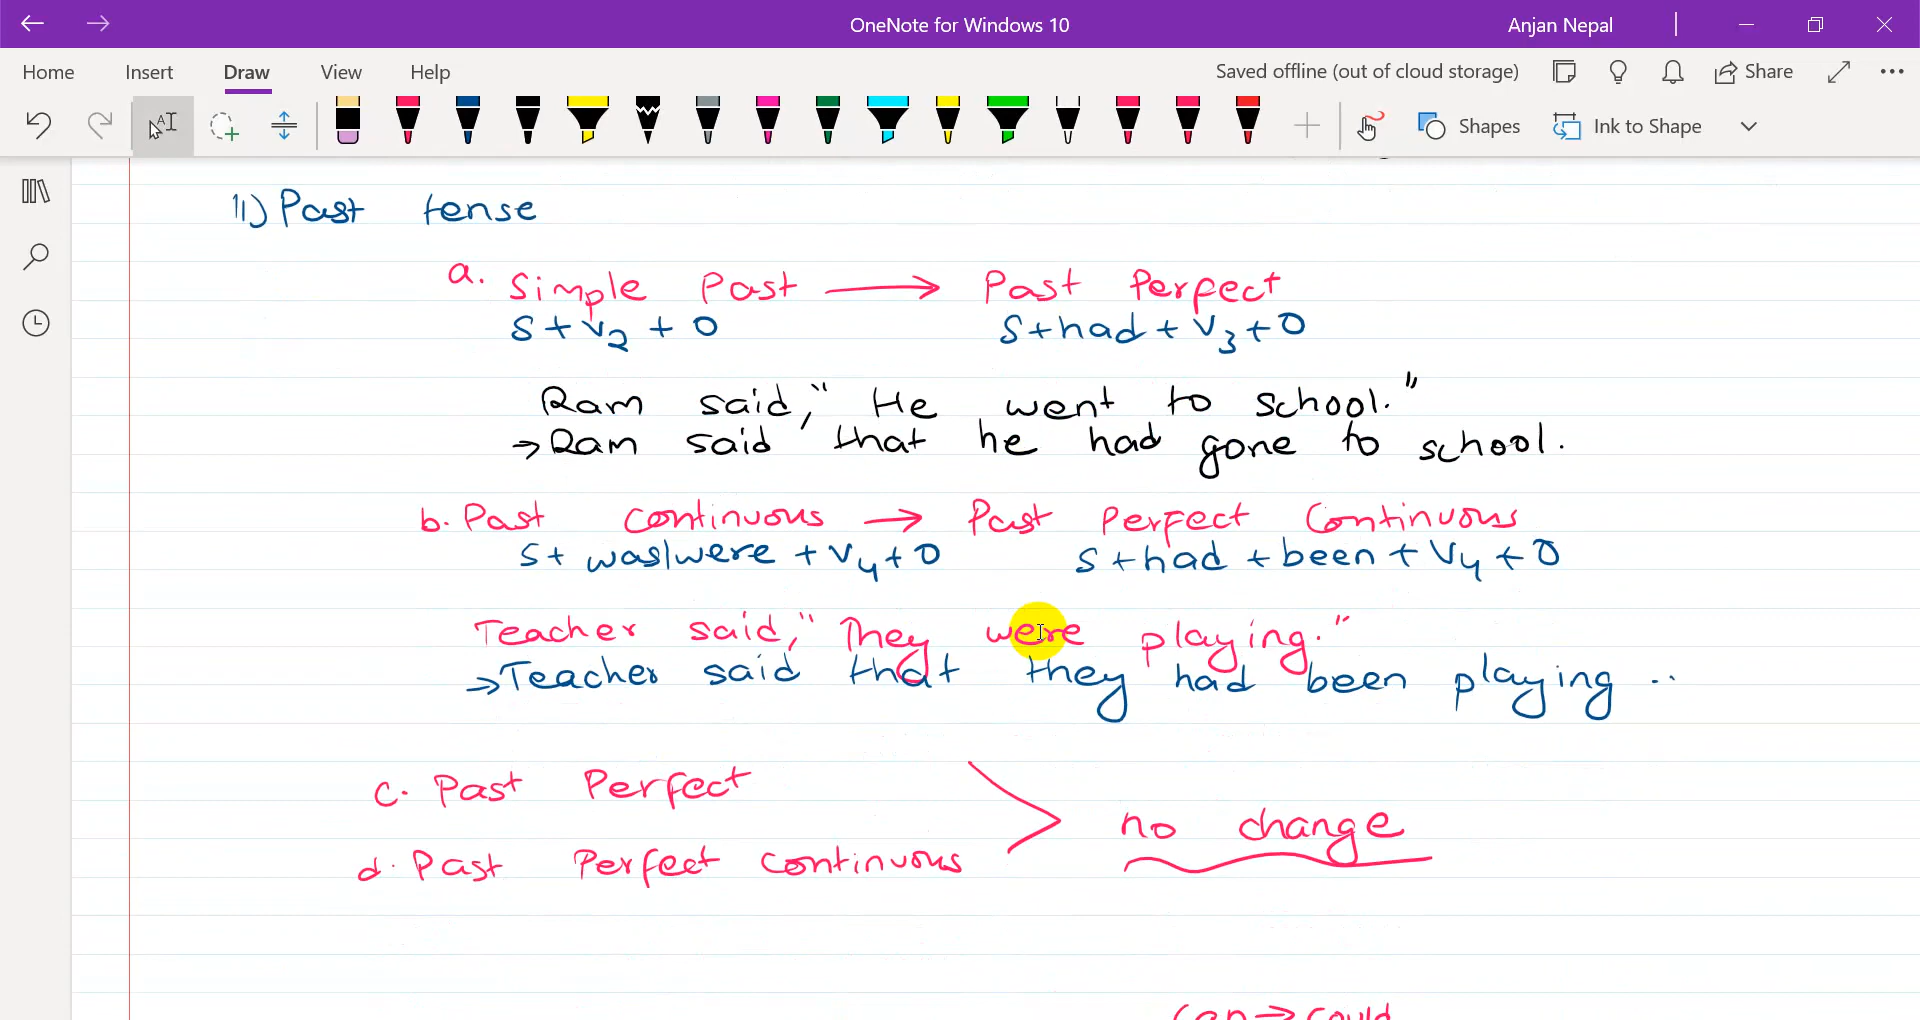 OneNote for Windows 10
Anjan Nepal
Home Insert Draw View Help
Saved offline (out of cloud storage)
Share
Shapes
Ink to Shape
11) Past tense
a. Simple Past → Past Perfect
S + V2 + O
S + had + V3 + O
Ram said, " He went to school. "
→ Ram said that he had gone to school.
b. Past Continuous → Past Perfect Continuous
S + was/were + V4 + O
S + had + been + V4 + O
Teacher said, " They were playing. "
→ Teacher said that they had been playing ..
c. Past Perfect
no change
d. Past Perfect continuous
can → could